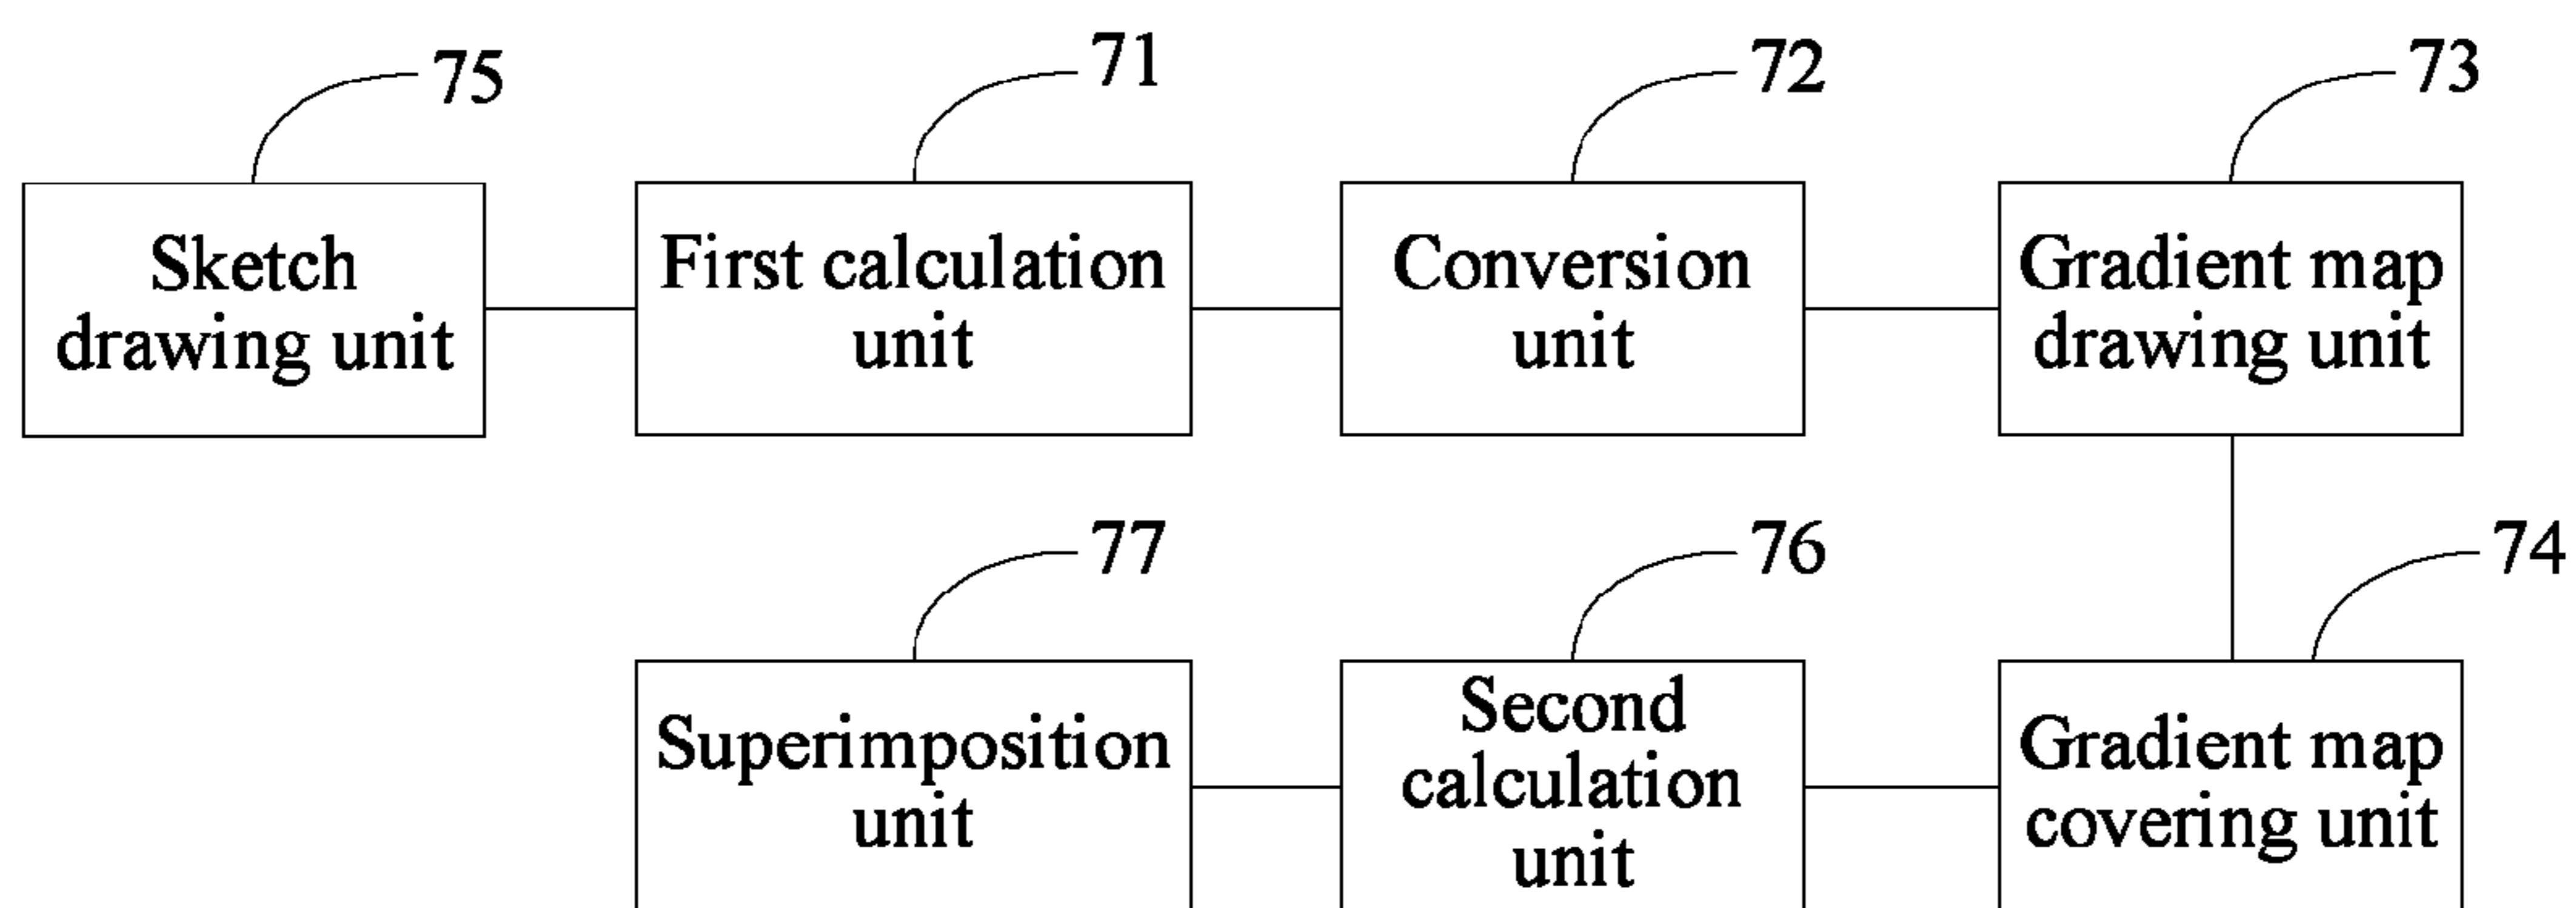 75
71
72
73
Sketch
drawing unit
First calculation
unit
Conversion
unit
Gradient map
drawing unit
77
76
74
Superimposition
unit
Second
calculation
unit
Gradient map
covering unit